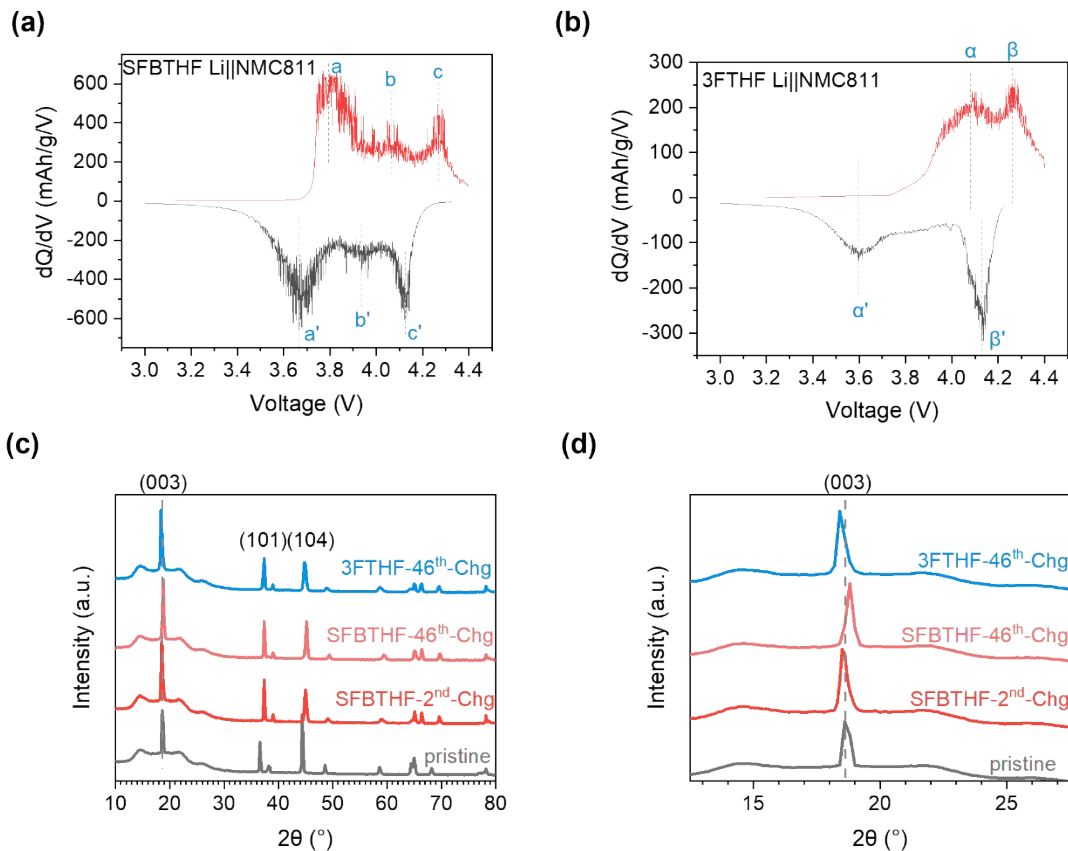 (a)
SFBTHF Li||NMC811
a
b
c
a'
b'
c'
600
400
200
0
-200
-400
-600
dQ/dV (mAh/g/V)
3.0 3.2 3.4 3.6 3.8 4.0 4.2 4.4
Voltage (V)
(b)
3FTHF Li||NMC811
α
β
α'
β'
300
200
100
0
-100
-200
-300
dQ/dV (mAh/g/V)
3.0 3.2 3.4 3.6 3.8 4.0 4.2 4.4
Voltage (V)
(c)
(003)
(101) (104)
3FTHF-46th-Chg
SFBTHF-46th-Chg
SFBTHF-2nd-Chg
pristine
Intensity (a.u.)
10 20 30 40 50 60 70 80
2θ (°)
(d)
(003)
3FTHF-46th-Chg
SFBTHF-46th-Chg
SFBTHF-2nd-Chg
pristine
Intensity (a.u.)
15 20 25
2θ (°)